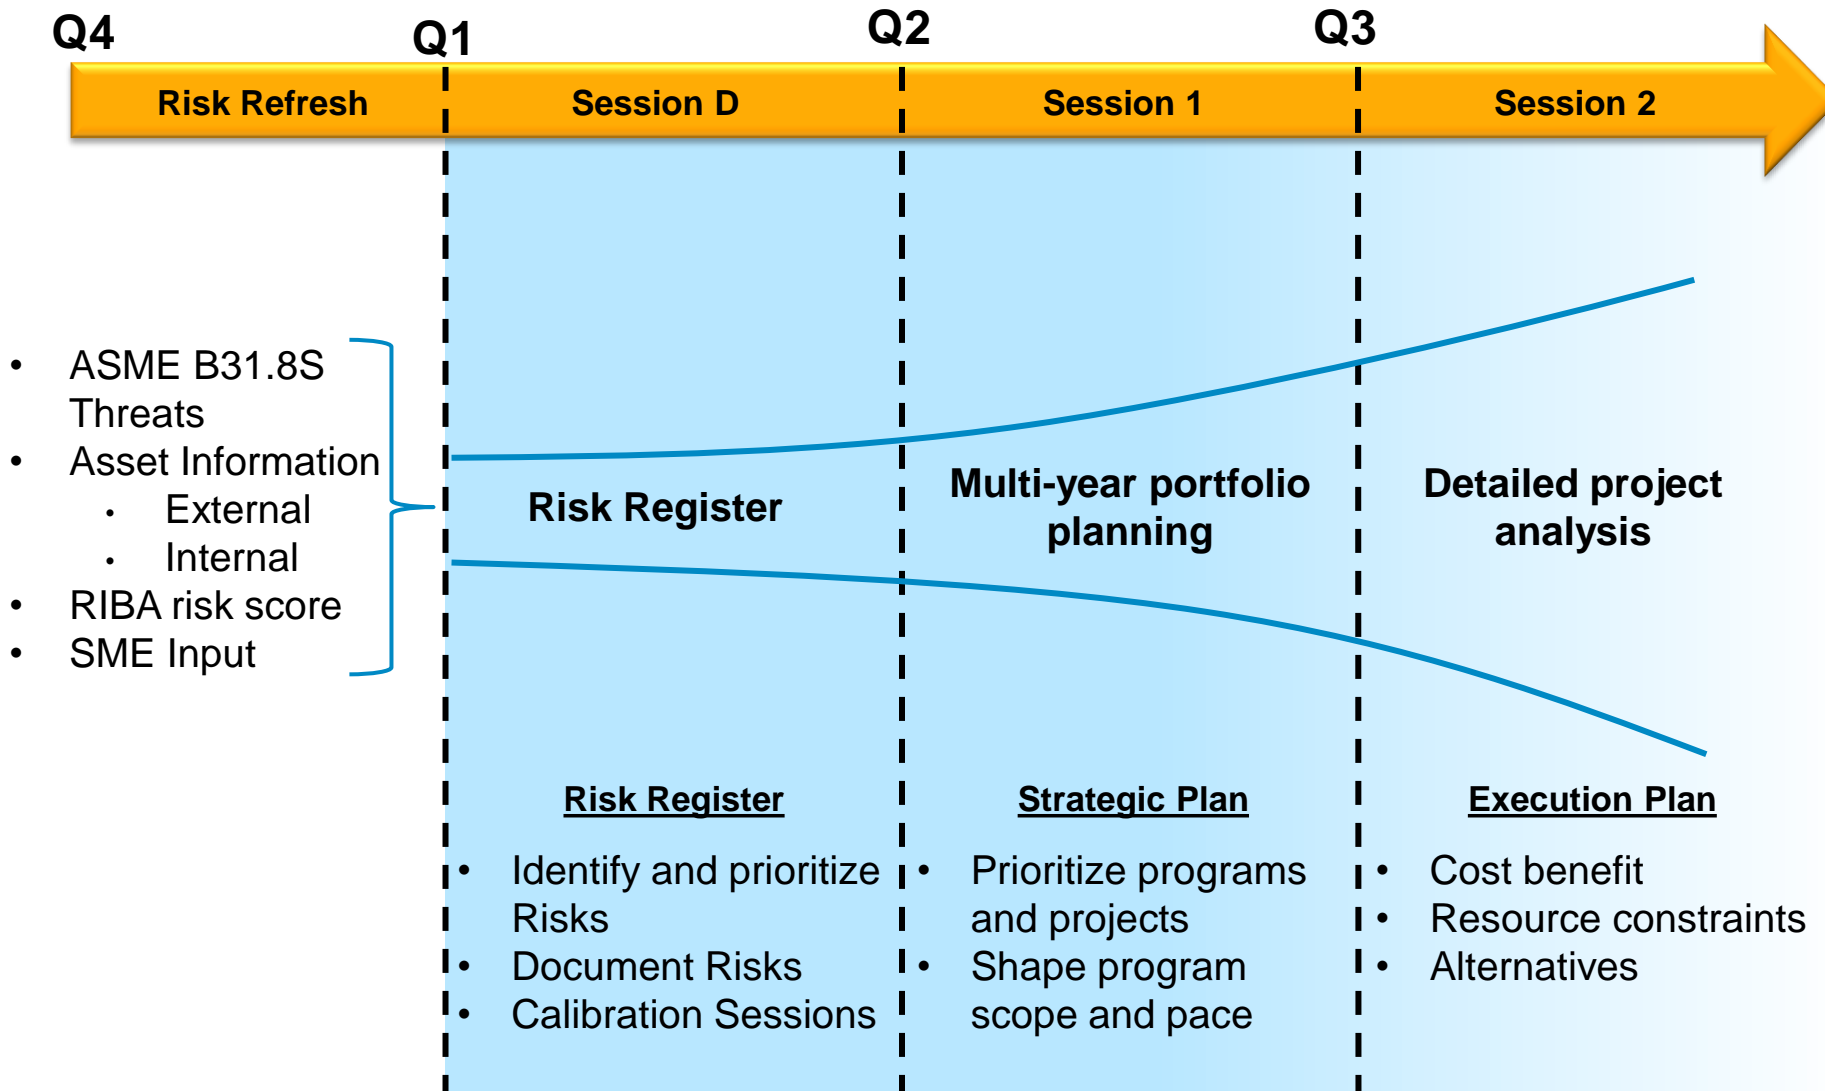 Q4
Q1
Q2
Q3
Risk Refresh
Session D
Session 1
Session 2
• ASME B31.8S
Threats
• Asset Information
• External
• Internal
• RIBA risk score
• SME Input
Risk Register
Multi-year portfolio
planning
Detailed project
analysis
Risk Register
• Identify and prioritize
Risks
• Document Risks
• Calibration Sessions
Strategic Plan
• Prioritize programs
and projects
• Shape program
scope and pace
Execution Plan
• Cost benefit
• Resource constraints
• Alternatives